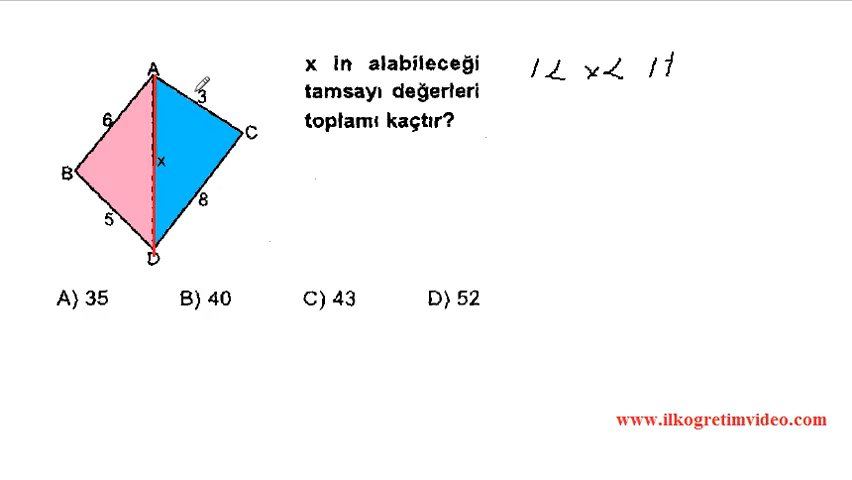 x in alabileceği
tamsayı değerleri
toplamı kaçtır?
1 < x < 11
A
3
6
C
x
B
8
5
D
A) 35 B) 40 C) 43 D) 52
www.ilkogretimvideo.com